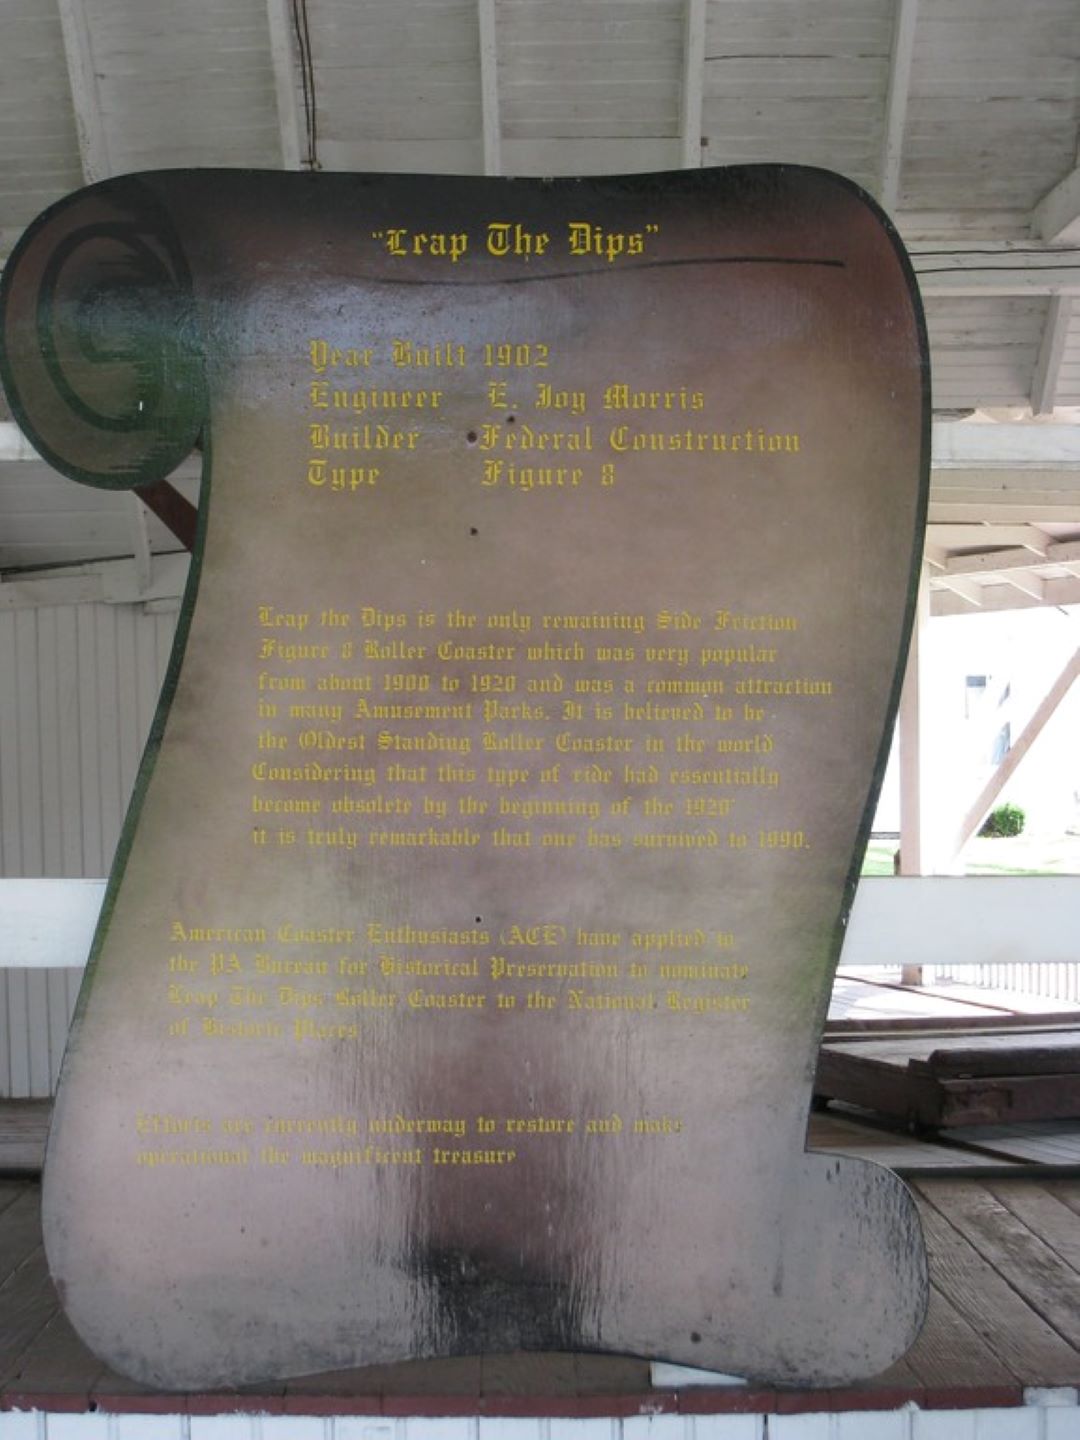 "Leap The Dips"
Year Built 1902
Engineer E. Joy Morris
Builder Federal Construction
Type Figure 8
Leap the Dips is the only remaining Side Friction
Figure 8 Roller Coaster which was very popular
from about 1900 to 1920 and was a common attraction
in many Amusement Parks. It is believed to be
the Oldest Standing Roller Coaster in the world
Considering that this type of ride had essentially
become obsolete by the beginning of the 1920'
it is truly remarkable that one has survived to 1990.
American Coaster Enthusiasts (ACE) have applied to
the PA Bureau for Historical Preservation to nominate
Leap The Dips Roller Coaster to the National Register
of Historic Places
Efforts are currently underway to restore and make
operational the magnificent treasure